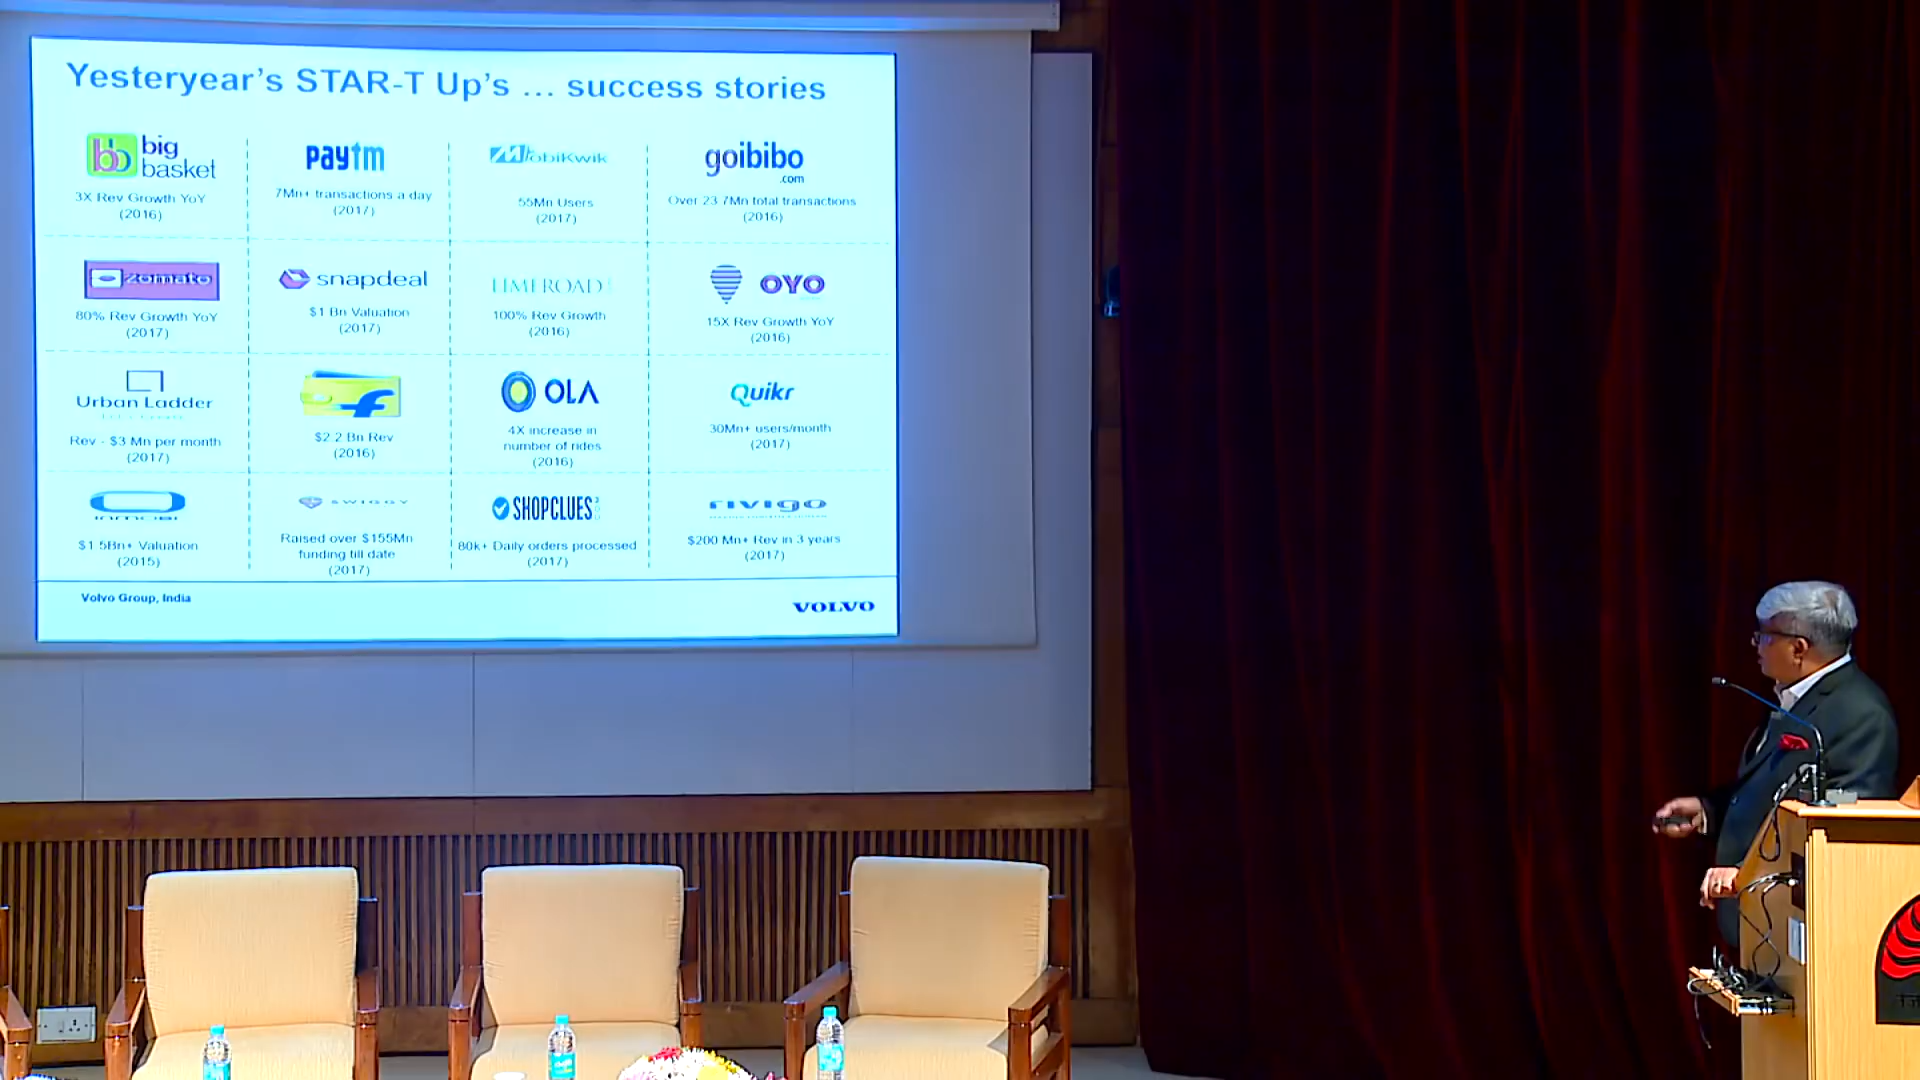 Yesteryear's STAR-T Up's ... success stories
big
basket
3X Rev Growth YoY
(2016)
paytm
7Mn+ transactions a day
(2017)
MobiKwik
55Mn Users
(2017)
goibibo
.com
Over 23.7Mn total transactions
(2016)
zomato
80% Rev Growth YoY
(2017)
snapdeal
$1 Bn Valuation
(2017)
LIMEROAD
100% Rev Growth
(2016)
OYO
15X Rev Growth YoY
(2016)
Urban Ladder
Rev - $3 Mn per month
(2017)
$2.2 Bn Rev
(2016)
OLA
4X increase in
number of rides
(2016)
Quikr
30Mn+ users/month
(2017)
INMOBI
$1.5Bn+ Valuation
(2015)
SWIGGY
Raised over $155Mn
funding till date
(2017)
SHOPCLUES
80k+ Daily orders processed
(2017)
rivigo
$200 Mn+ Rev in 3 years
(2017)
Volvo Group, India
VOLVO